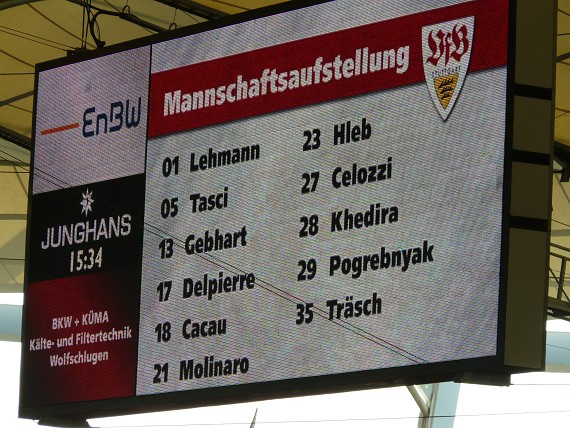 EnBW
JUNGHANS
15:34
BKW + KÜMA
Kälte- und Filtertechnik
Wolfschlugen
Mannschaftsaufstellung
VfB
Stuttgart
01 Lehmann
05 Tasci
13 Gebhart
17 Delpierre
18 Cacau
21 Molinaro
23 Hleb
27 Celozzi
28 Khedira
29 Pogrebnyak
35 Träsch